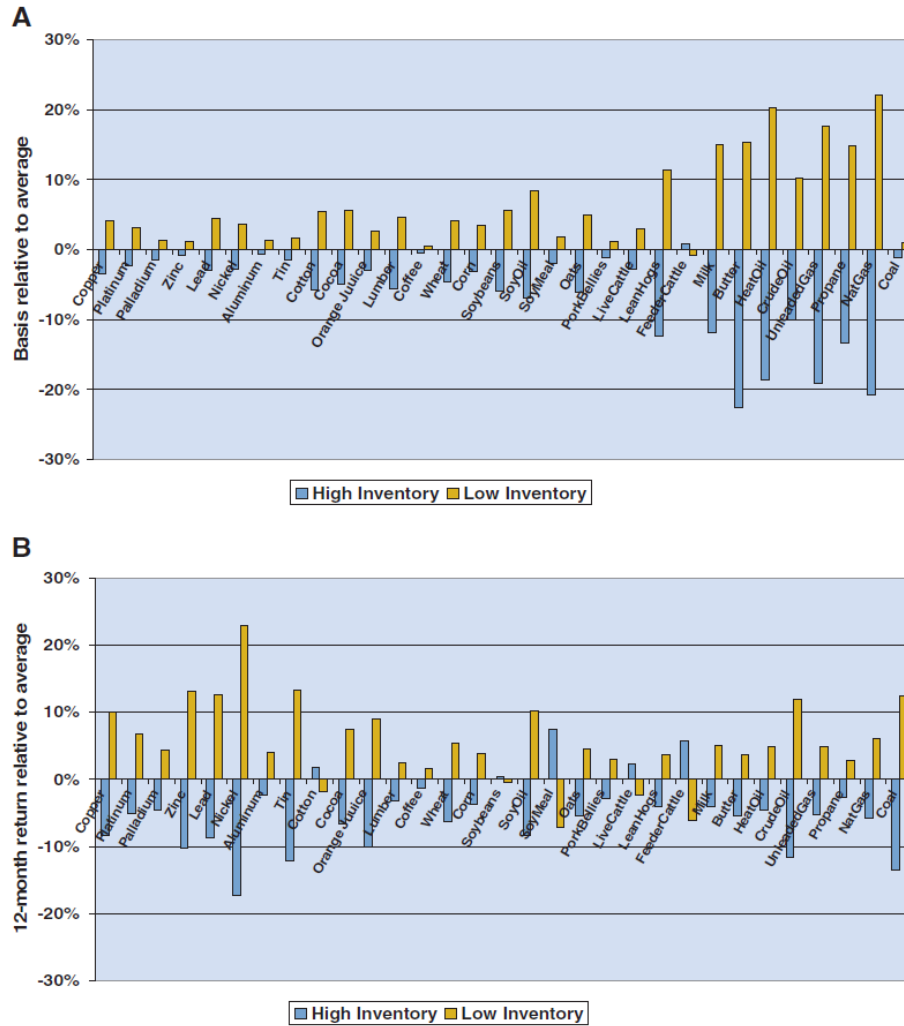 A
30%
20%
10%
0%
-10%
-20%
-30%
Basis relative to average
Copper
Platinum
Palladium
Zinc
Lead
Nickel
Aluminum
Tin
Cotton
Cocoa
Orange Juuice
Lumber
Coffee
Wheat
Corn
Soybeans
SoyOil
SoyMeal
Oats
PorkBellies
LiveCattle
LeanHogs
FeederCattle
Milk
Butter
HeatOil
CrudeOil
UnleadedGas
Propane
NatGas
Coal
High Inventory Low Inventory
B
30%
20%
10%
0%
-10%
-20%
-30%
12-month return relative to average
Copper
Platinum
Palladium
Zinc
Lead
Nickel
Aluminum
Tin
Cotton
Cocoa
Orange Juuice
Lumber
Coffee
Wheat
Corn
Soybeans
SoyOil
SoyMeal
Oats
PorkBellies
LiveCattle
LeanHogs
FeederCattle
Milk
Butter
HeatOil
CrudeOil
UnleadedGas
Propane
NatGas
Coal
High Inventory Low Inventory